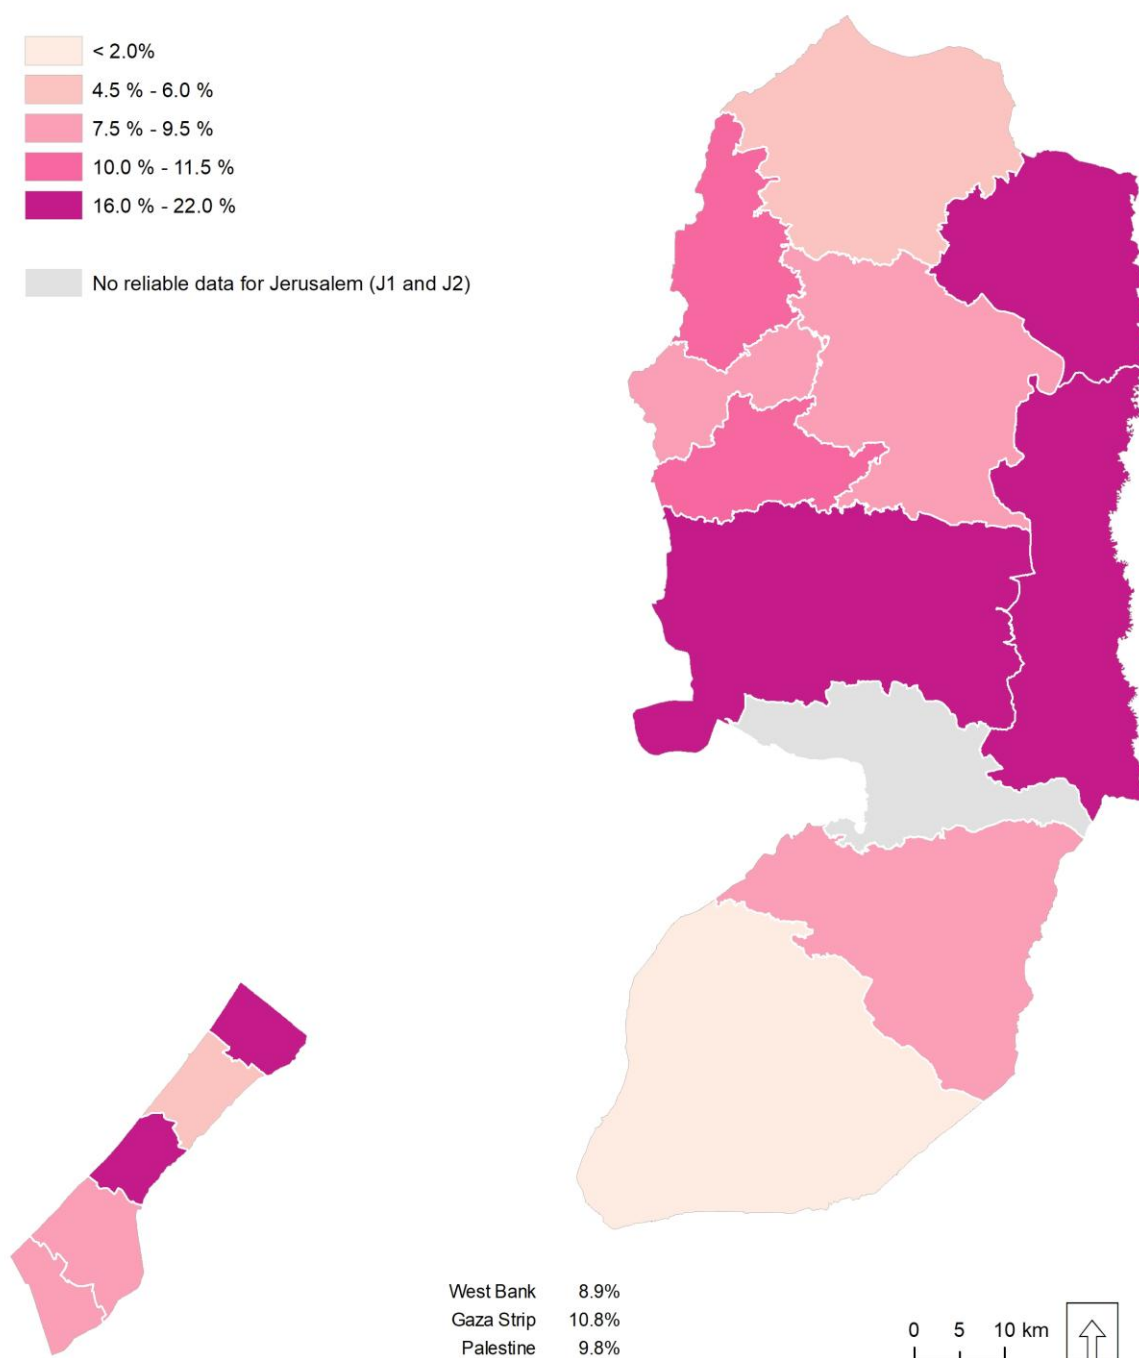 < 2.0%
4.5 % - 6.0 %
7.5 % - 9.5 %
10.0 % - 11.5 %
16.0 % - 22.0 %
No reliable data for Jerusalem (J1 and J2)
West Bank 8.9%
Gaza Strip 10.8%
Palestine 9.8%
0 5 10 km